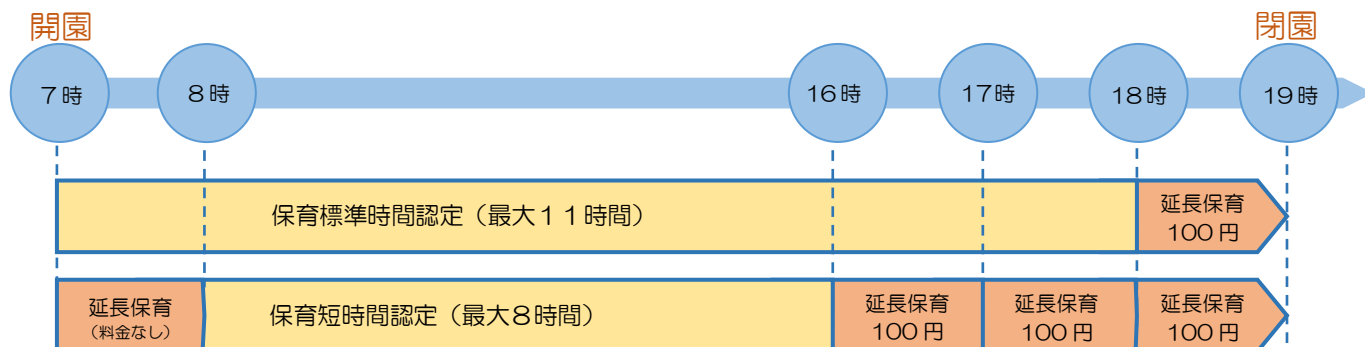 開園
閉園
7時
8時
16時
17時
18時
19時
保育標準時間認定（最大１１時間）
延長保育
100円
延長保育
（料金なし）
保育短時間認定（最大8時間）
延長保育
100円
延長保育
100円
延長保育
100円